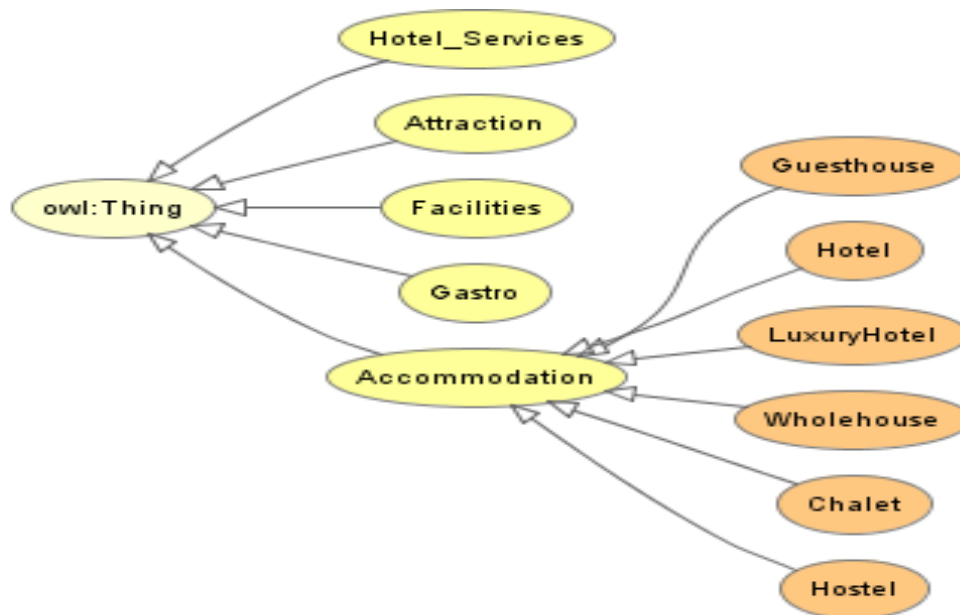 Hotel_Services
Attraction
owl:Thing
Facilities
Gastro
Accommodation
Guesthouse
Hotel
LuxuryHotel
Wholehouse
Chalet
Hostel